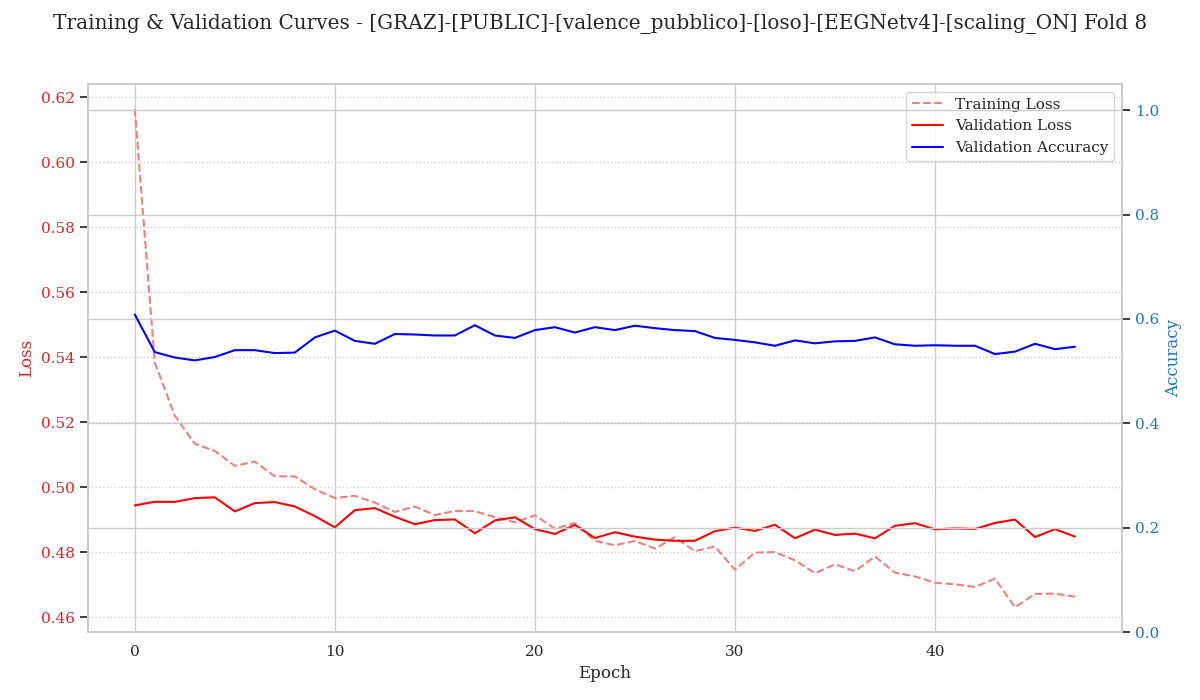 Training & Validation Curves - [GRAZ]-[PUBLIC]-[valence_pubblico]-[loso]-[EEGNetv4]-[scaling_ON] Fold 8
Training Loss
Validation Loss
Validation Accuracy
0.62
0.60
0.58
0.56
0.54
0.52
0.50
0.48
0.46
Loss
1.0
0.8
0.6
0.4
0.2
0.0
Accuracy
0
10
20
30
40
Epoch